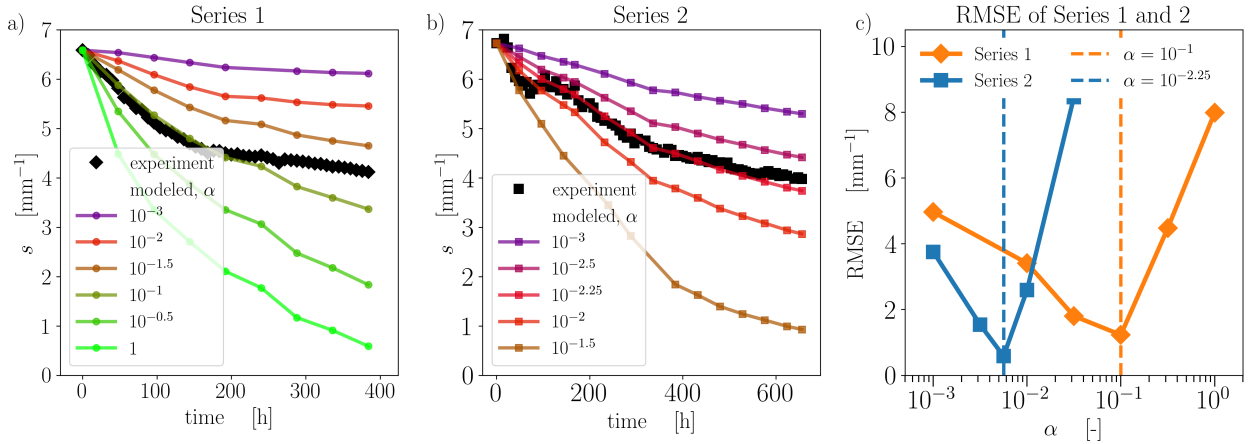 a)
Series 1
s [mm⁻¹]
7
6
5
4
3
2
1
0
experiment
modeled, α
10⁻³
10⁻²
10⁻¹·⁵
10⁻¹
10⁻⁰·⁵
1
0 100 200 300 400
time [h]
b)
Series 2
s [mm⁻¹]
7
6
5
4
3
2
1
0
experiment
modeled, α
10⁻³
10⁻²·⁵
10⁻²·²⁵
10⁻²
10⁻¹·⁵
0 200 400 600
time [h]
c)
RMSE of Series 1 and 2
RMSE [mm⁻¹]
10
8
6
4
2
0
Series 1
Series 2
α = 10⁻¹
α = 10⁻²·²⁵
10⁻³ 10⁻² 10⁻¹ 10⁰
α [-]